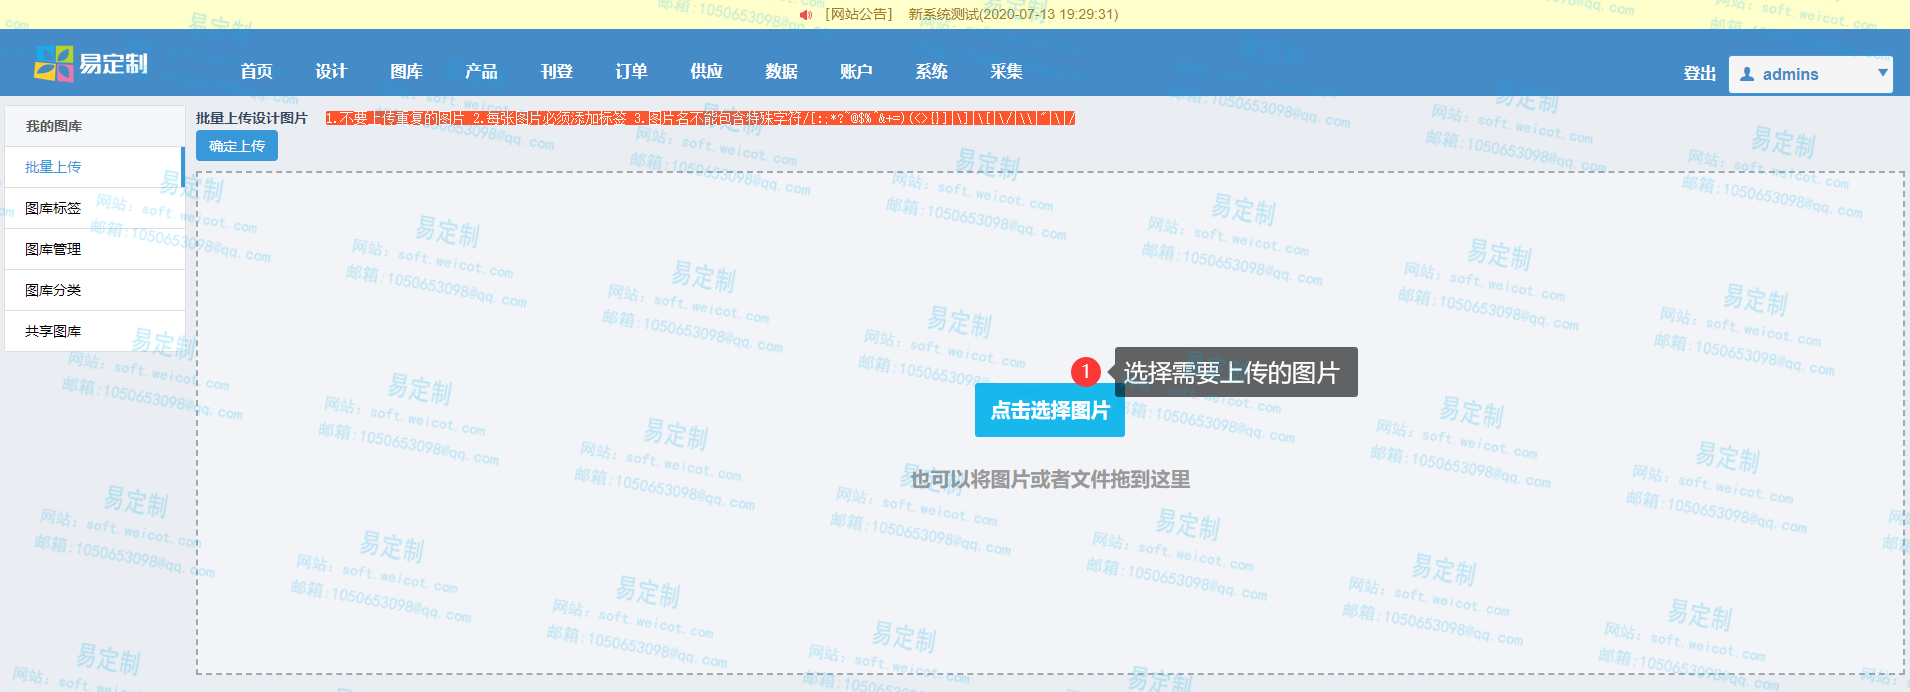 [网站公告] 新系统测试(2020-07-13 19:29:31)
易定制 首页 设计 图库 产品 刊登 订单 供应 数据 账户 系统 采集 登出 admins
我的图库
批量上传
图库标签
图库管理
图库分类
共享图库
批量上传设计图片 1.不要上传重复的图片 2.每张图片必须添加标签 3.图片名不能包含特殊字符
确定上传
1 选择需要上传的图片
点击选择图片
也可以将图片或者文件拖到这里
易定制
网站: soft.weicot.com
邮箱:1050653098@qq.com